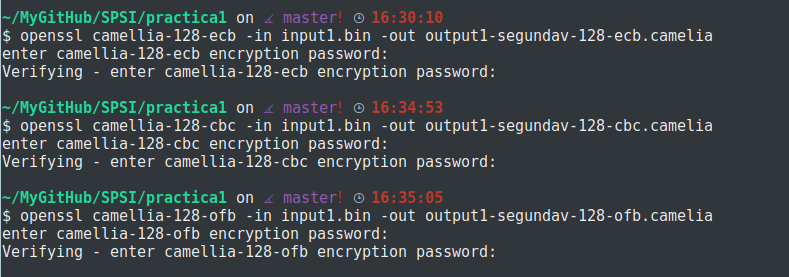 ~/MyGitHub/SPSI/practica1 on master! 16:30:10
$ openssl camellia-128-ecb -in input1.bin -out output1-segundav-128-ecb.camelia
enter camellia-128-ecb encryption password:
Verifying - enter camellia-128-ecb encryption password:
~/MyGitHub/SPSI/practica1 on master! 16:34:53
$ openssl camellia-128-cbc -in input1.bin -out output1-segundav-128-cbc.camelia
enter camellia-128-cbc encryption password:
Verifying - enter camellia-128-cbc encryption password:
~/MyGitHub/SPSI/practica1 on master! 16:35:05
$ openssl camellia-128-ofb -in input1.bin -out output1-segundav-128-ofb.camelia
enter camellia-128-ofb encryption password:
Verifying - enter camellia-128-ofb encryption password: